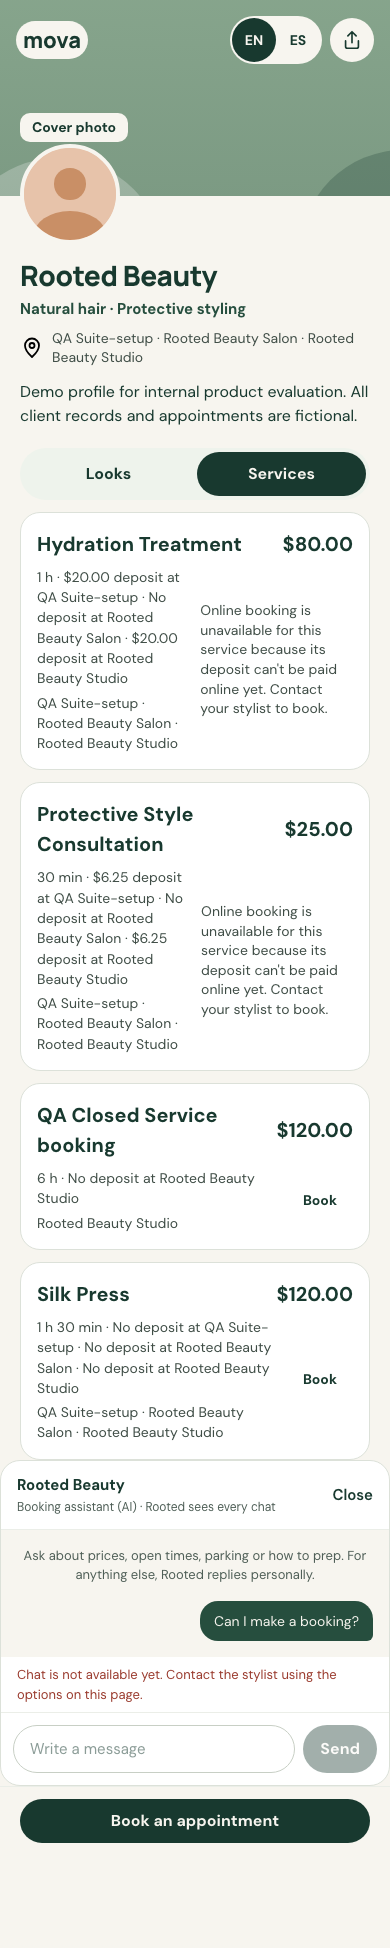 mova
EN ES
Cover photo
Rooted Beauty
Natural hair · Protective styling
QA Suite-setup · Rooted Beauty Salon · Rooted
Beauty Studio
Demo profile for internal product evaluation. All
client records and appointments are fictional.
Looks Services
Hydration Treatment $80.00
1 h · $20.00 deposit at
QA Suite-setup · No
deposit at Rooted
Beauty Salon · $20.00
deposit at Rooted
Beauty Studio
QA Suite-setup ·
Rooted Beauty Salon ·
Rooted Beauty Studio
Online booking is
unavailable for this
service because its
deposit can't be paid
online yet. Contact
your stylist to book.
Protective Style
Consultation
$25.00
30 min · $6.25 deposit
at QA Suite-setup · No
deposit at Rooted
Beauty Salon · $6.25
deposit at Rooted
Beauty Studio
QA Suite-setup ·
Rooted Beauty Salon ·
Rooted Beauty Studio
Online booking is
unavailable for this
service because its
deposit can't be paid
online yet. Contact
your stylist to book.
QA Closed Service
booking
$120.00
6 h · No deposit at Rooted Beauty
Studio
Rooted Beauty Studio
Book
Silk Press $120.00
1 h 30 min · No deposit at QA Suite-
setup · No deposit at Rooted Beauty
Salon · No deposit at Rooted Beauty
Studio
QA Suite-setup · Rooted Beauty
Salon · Rooted Beauty Studio
Book
Rooted Beauty
Booking assistant (AI) · Rooted sees every chat
Close
Ask about prices, open times, parking or how to prep. For
anything else, Rooted replies personally.
Can I make a booking?
Chat is not available yet. Contact the stylist using the
options on this page.
Write a message
Send
Book an appointment